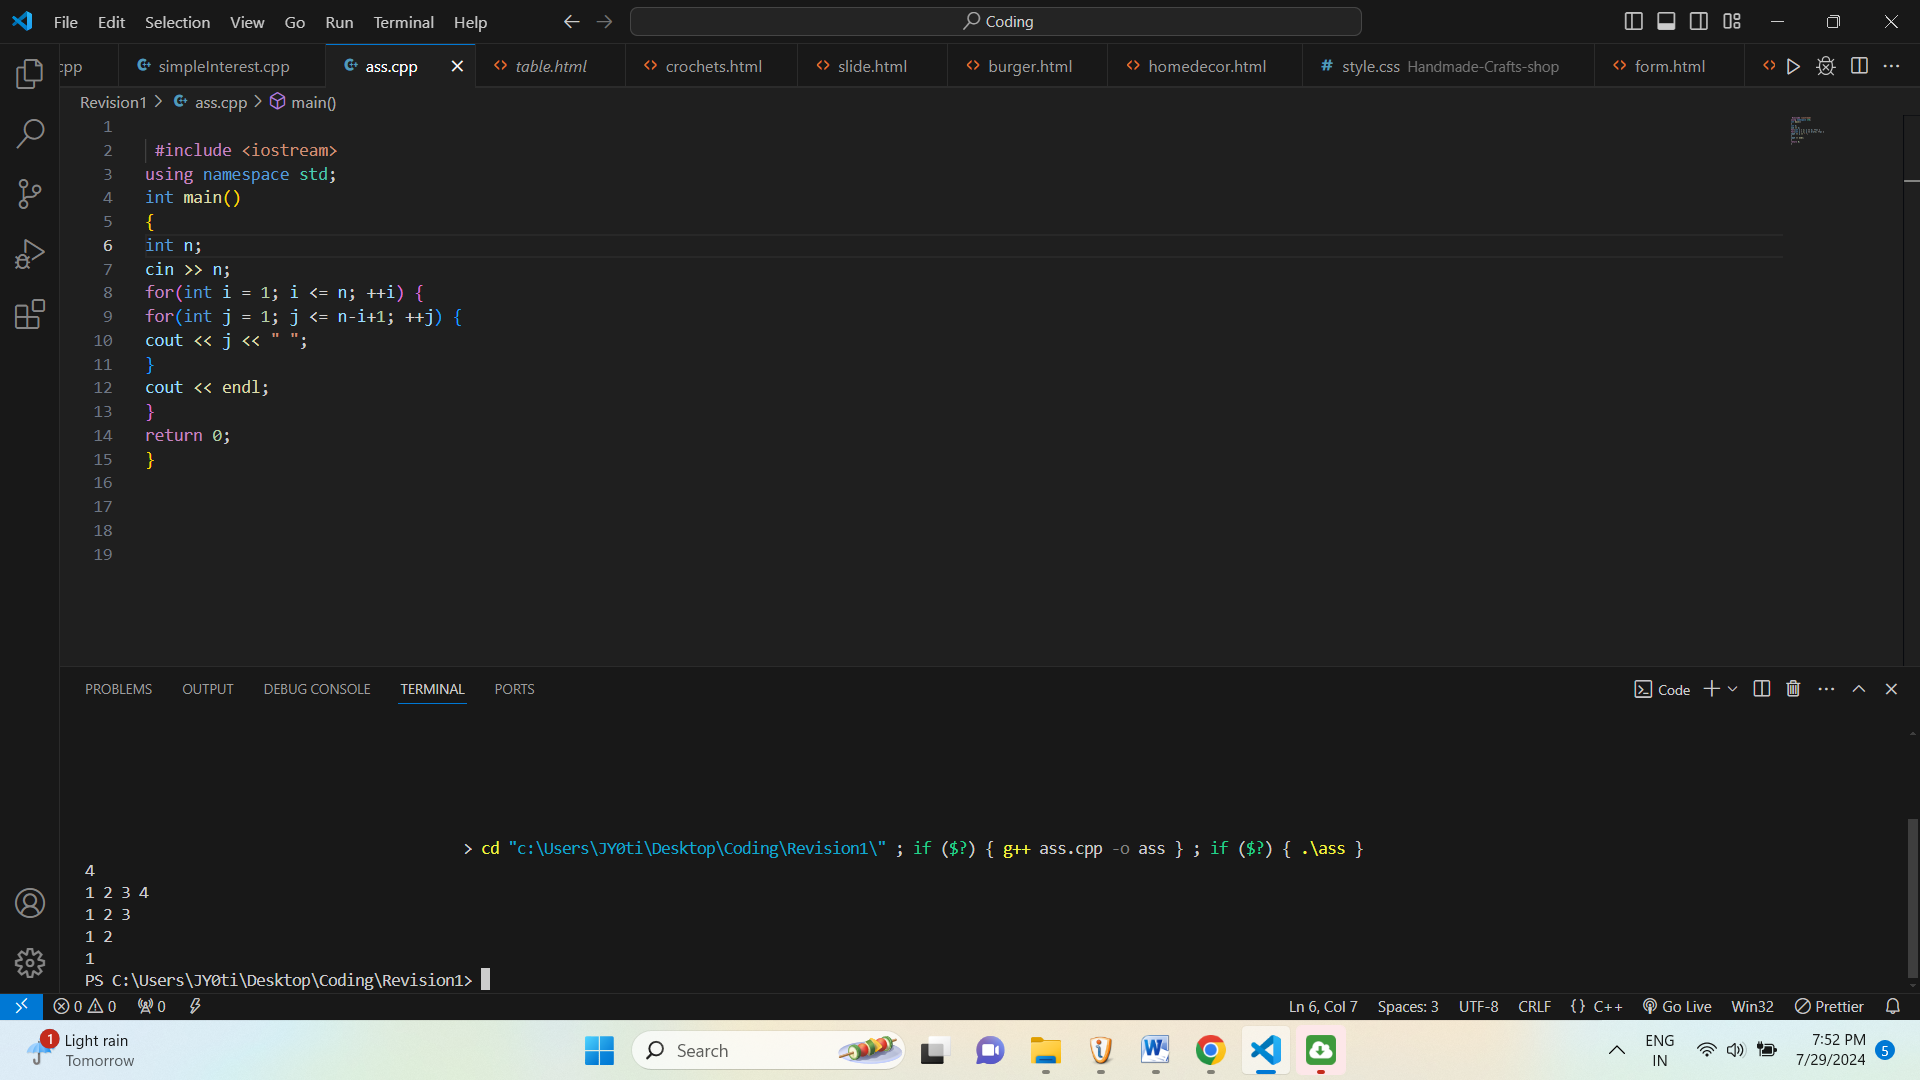 File Edit Selection View Go Run Terminal Help
Coding
cpp
simpleInterest.cpp
ass.cpp
table.html
crochets.html
slide.html
burger.html
homedecor.html
style.css Handmade-Crafts-shop
form.html
Revision1 > ass.cpp > main()
1
2 #include <iostream>
3 using namespace std;
4 int main()
5 {
6 int n;
7 cin >> n;
8 for(int i = 1; i <= n; ++i) {
9 for(int j = 1; j <= n-i+1; ++j) {
10 cout << j << " ";
11 }
12 cout << endl;
13 }
14 return 0;
15 }
16
17
18
19
PROBLEMS OUTPUT DEBUG CONSOLE TERMINAL PORTS
Code
> cd "c:\Users\JY0ti\Desktop\Coding\Revision1\" ; if ($?) { g++ ass.cpp -o ass } ; if ($?) { .\ass }
4
1 2 3 4
1 2 3
1 2
1
PS C:\Users\JY0ti\Desktop\Coding\Revision1>
0 0 0
Ln 6, Col 7 Spaces: 3 UTF-8 CRLF {} C++ Go Live Win32 Prettier
1
Light rain
Tomorrow
Search
ENG
IN
7:52 PM
7/29/2024
5